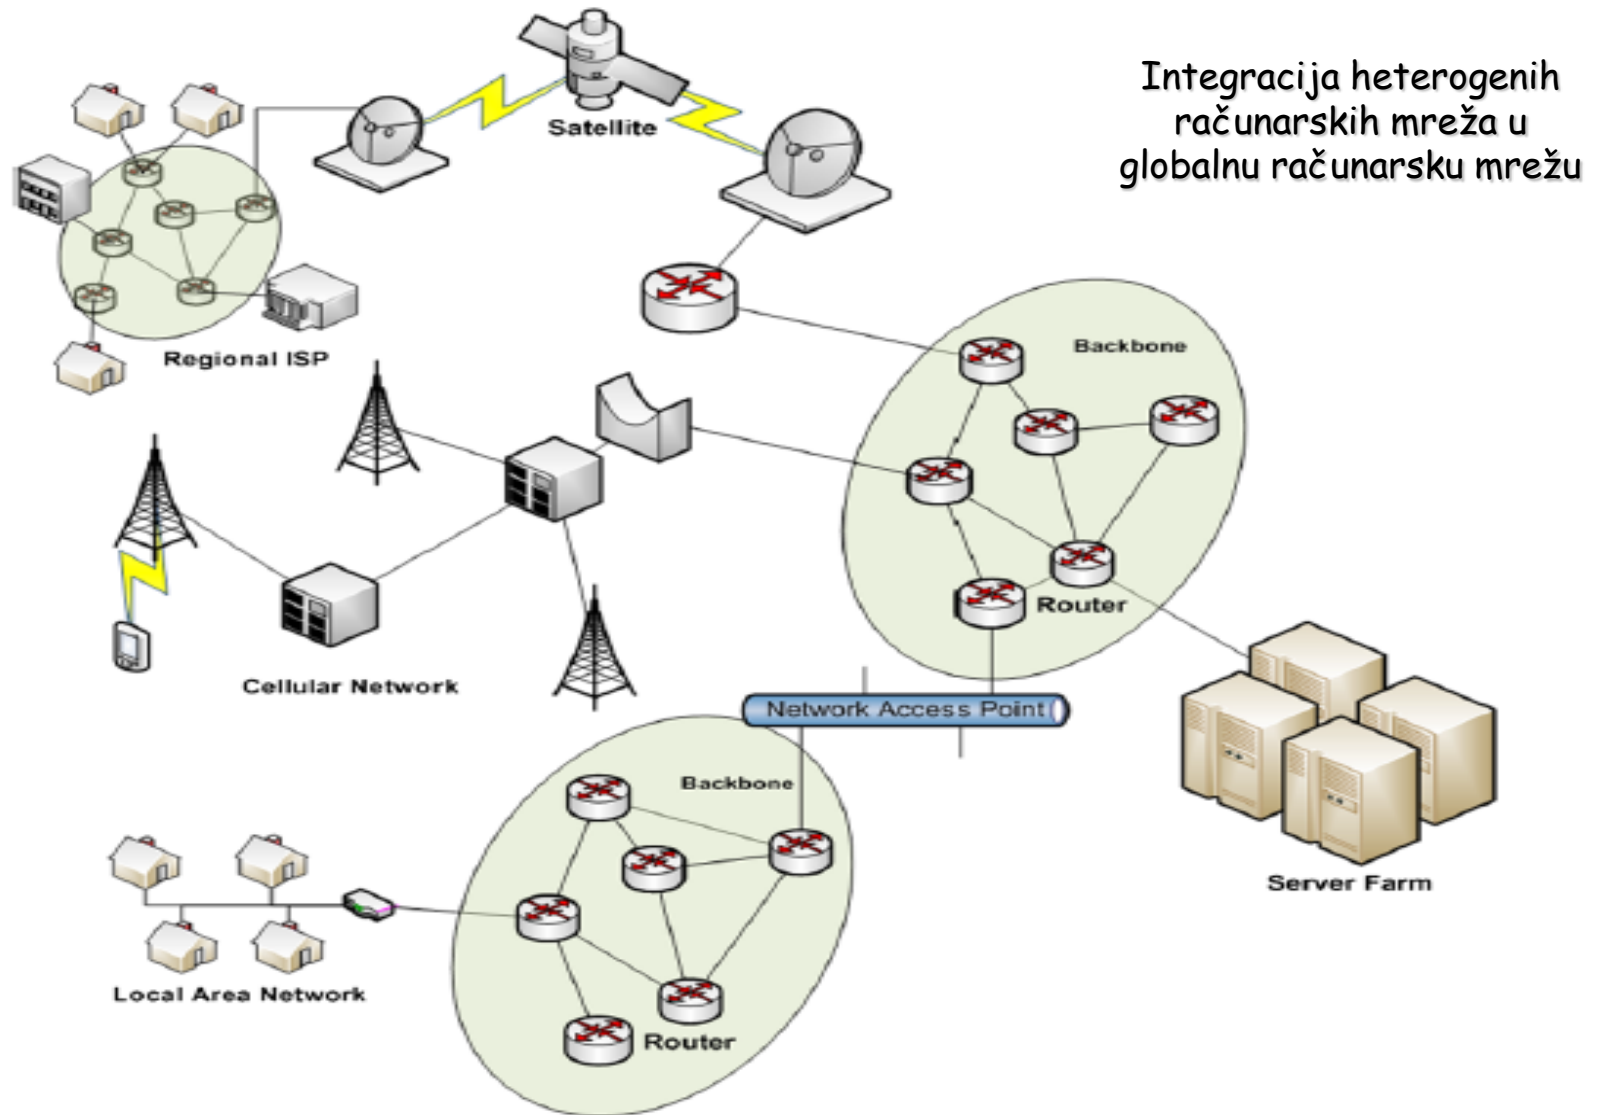 Integracija heterogenih
računarskih mreža u
globalnu računarsku mrežu
Satellite
Regional ISP
Backbone
Router
Cellular Network
Network Access Point
Backbone
Server Farm
Local Area Network
Router